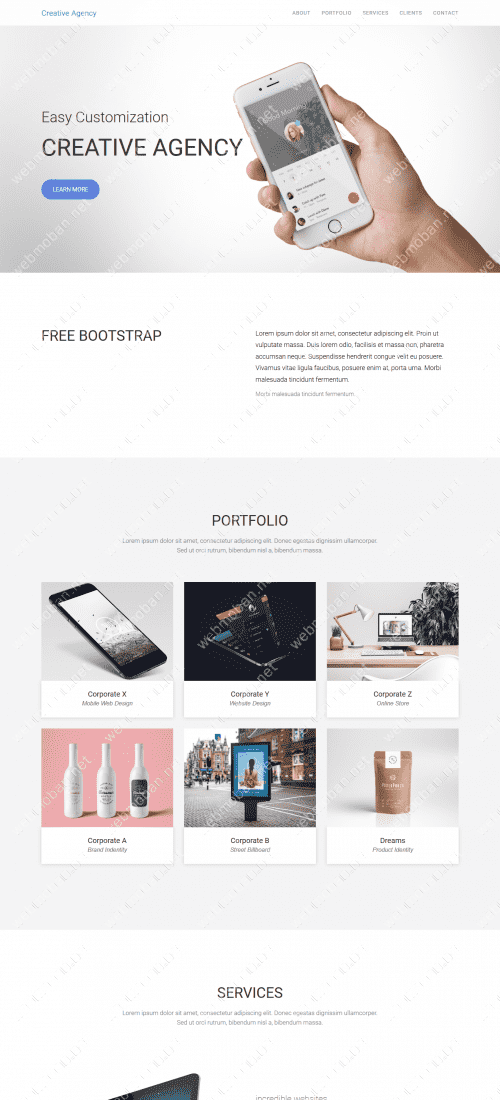 Creative Agency
ABOUT PORTFOLIO SERVICES CLIENTS CONTACT
Easy Customization
CREATIVE AGENCY
LEARN MORE
FREE BOOTSTRAP
Lorem ipsum dolor sit amet, consectetur adipiscing elit. Proin ut
vulputate massa. Duis lorem odio, facilisis et massa non, pharetra
accumsan neque. Suspendisse hendrerit congue velit eu posuere.
Vivamus vitae ligula faucibus, posuere enim at, porta urna. Morbi
malesuada tincidunt fermentum.
Morbi malesuada tincidunt fermentum
PORTFOLIO
Lorem ipsum dolor sit amet, consectetur adipiscing elit. Donec egestas dignissim ullamcorper.
Sed ut orci rutrum, bibendum nisl a, bibendum massa.
Corporate X
Mobile Web Design
Corporate Y
Website Design
Corporate Z
Online Store
Corporate A
Brand Indentity
Corporate B
Street Billboard
Dreams
Product Identity
SERVICES
Lorem ipsum dolor sit amet, consectetur adipiscing elit. Donec egestas dignissim ullamcorper.
Sed ut orci rutrum, bibendum nisl a, bibendum massa.
incredible websites
webmoban.net